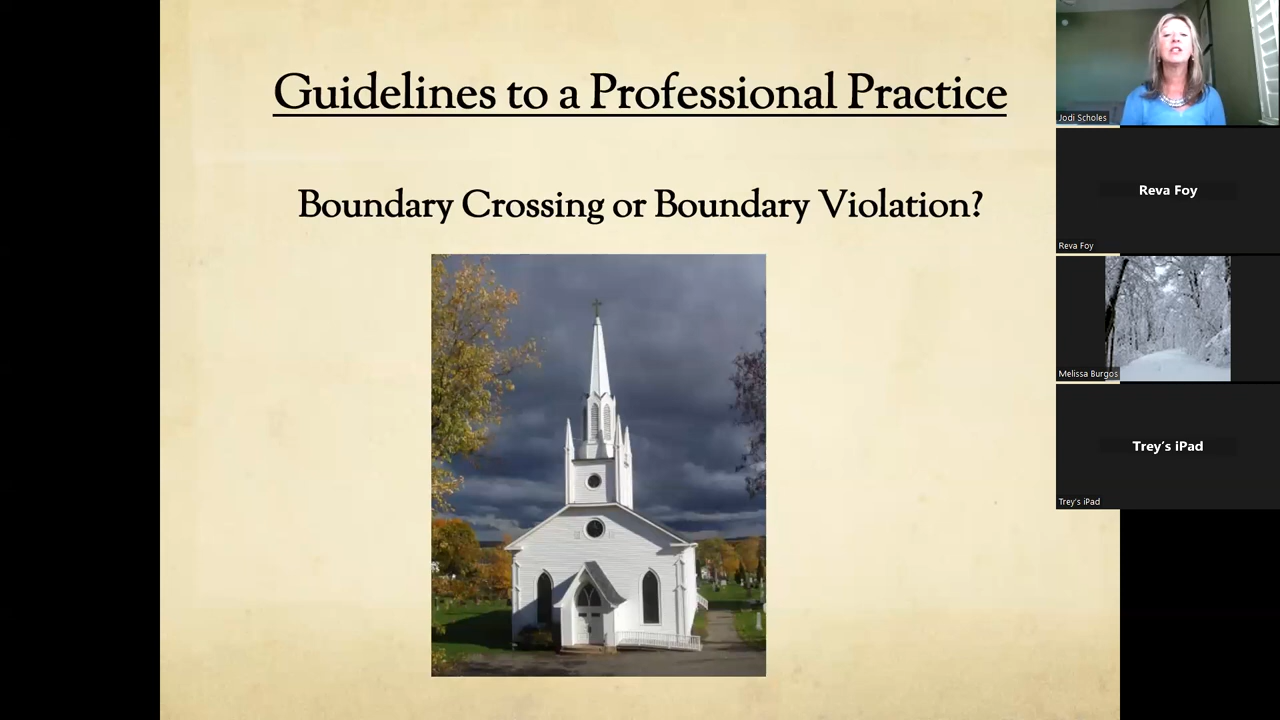 Guidelines to a Professional Practice
Boundary Crossing or Boundary Violation?
Jodi Scholes
Reva Foy
Reva Foy
Melissa Burgos
Trey's iPad
Trey's iPad